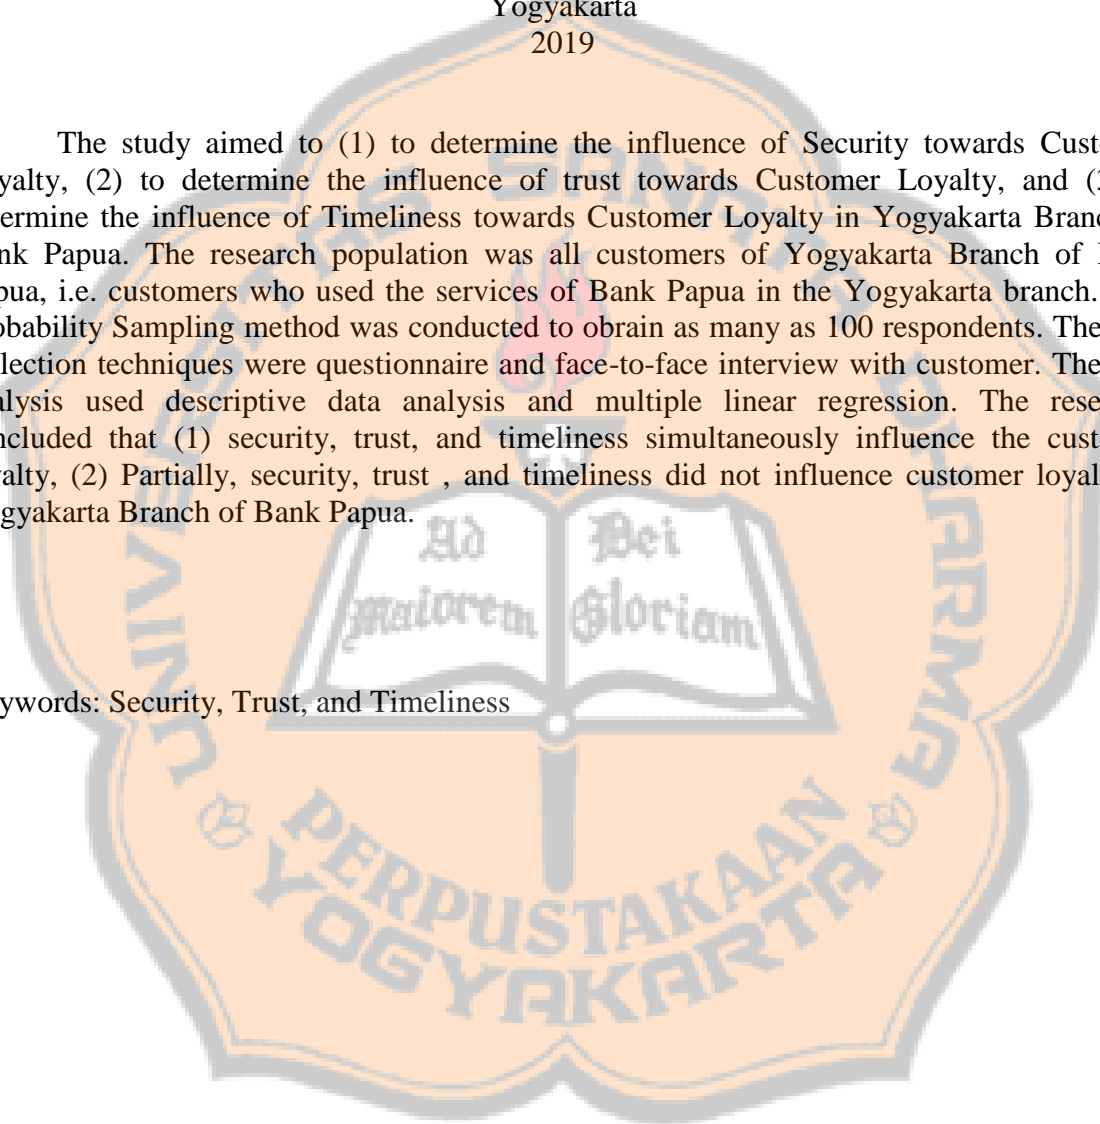 Yogyakarta
2019
The study aimed to (1) to determine the influence of Security towards Cust
yalty, (2) to determine the influence of trust towards Customer Loyalty, and (3
ermine the influence of Timeliness towards Customer Loyalty in Yogyakarta Branc
nk Papua. The research population was all customers of Yogyakarta Branch of
pua, i.e. customers who used the services of Bank Papua in the Yogyakarta branch.
obability Sampling method was conducted to obrain as many as 100 respondents. The
llection techniques were questionnaire and face-to-face interview with customer. The
alysis used descriptive data analysis and multiple linear regression. The rese
ncluded that (1) security, trust, and timeliness simultaneously influence the cust
yalty, (2) Partially, security, trust , and timeliness did not influence customer loyal
gyakarta Branch of Bank Papua.
ywords: Security, Trust, and Timeliness
UNIVERSITAS SANATA DHARMA
Ad maiorem
Dei Gloriam
PERPUSTAKAAN
YOGYAKARTA